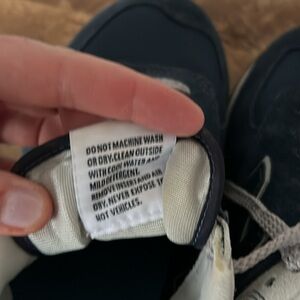 DO NOT MACHINE WASH
OR DRY-CLEAN OUTSIDE
WITH COOL WATER AND
MILD DETERGENT.
REMOVE INSERT AND AIR
DRY. NEVER EXPOSE TO
HOT VEHICLES.